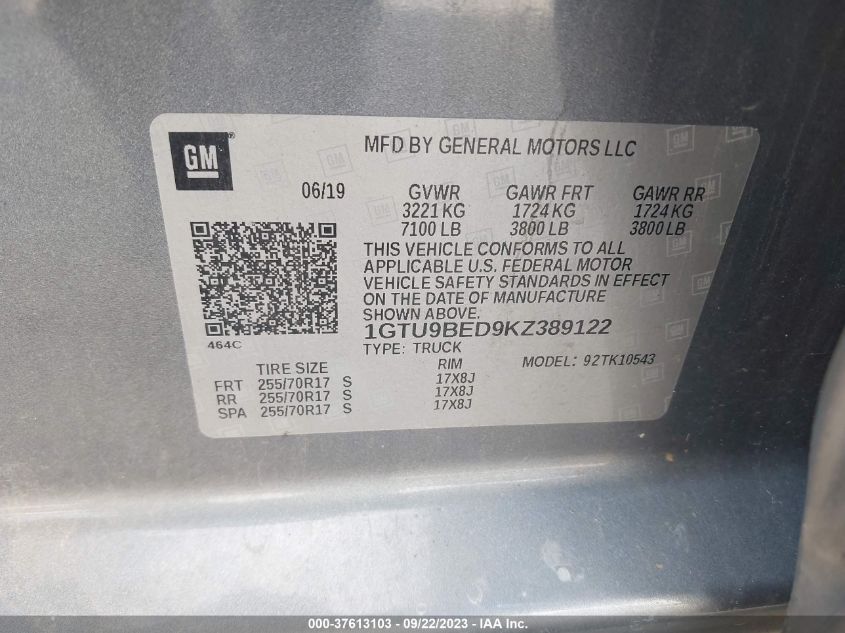 GM
MFD BY GENERAL MOTORS LLC
06/19 GVWR GAWR FRT GAWR RR
3221 KG 1724 KG 1724 KG
7100 LB 3800 LB 3800 LB
THIS VEHICLE CONFORMS TO ALL
APPLICABLE U.S. FEDERAL MOTOR
VEHICLE SAFETY STANDARDS IN EFFECT
ON THE DATE OF MANUFACTURE
SHOWN ABOVE.
1GTU9BED9KZ389122
464C
TYPE: TRUCK MODEL: 92TK10543
TIRE SIZE RIM
FRT 255/70R17 S 17X8J
RR 255/70R17 S 17X8J
SPA 255/70R17 S 17X8J
000-37613103 - 09/22/2023 - IAA Inc.